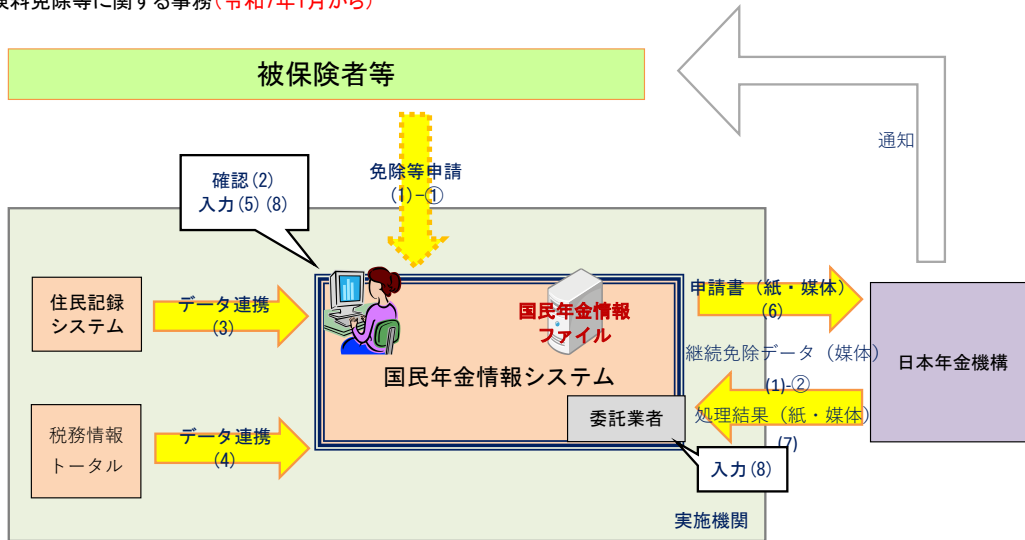 険料免除等に関する事務(令和7年1月から)
被保険者等
通知
免除等申請
(1)-①
確認(2)
入力(5)(8)
住民記録
システム
データ連携
(3)
国民年金情報
ファイル
国民年金情報システム
申請書(紙・媒体)
(6)
継続免除データ(媒体)
(1)-②
処理結果(紙・媒体)
(7)
日本年金機構
委託業者
入力(8)
税務情報
トータル
データ連携
(4)
実施機関